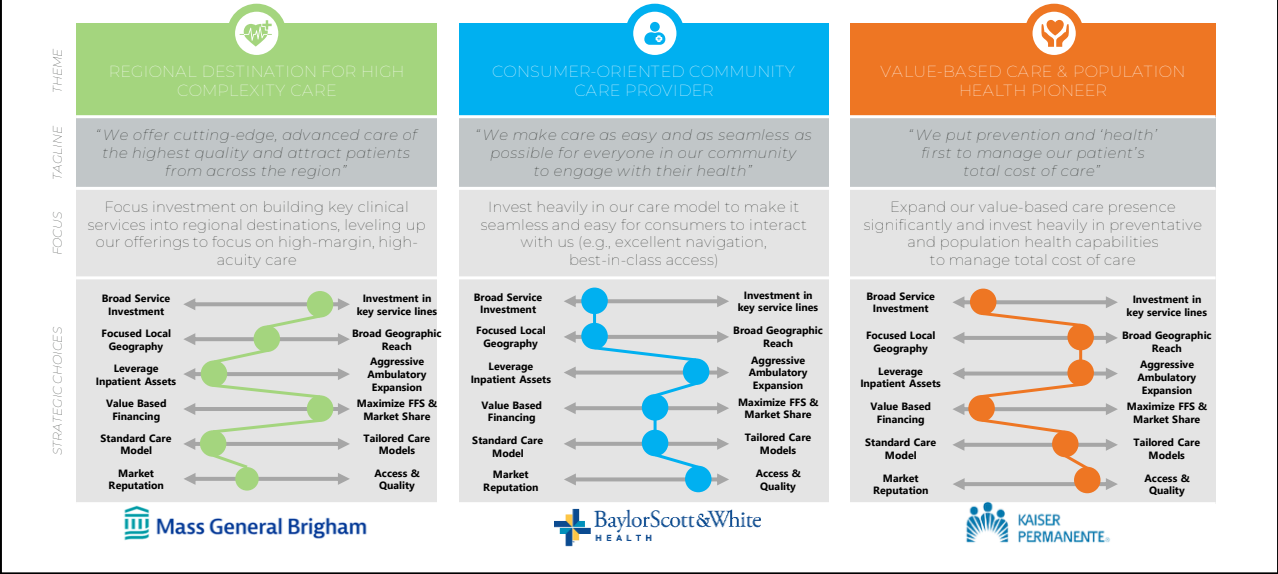 THEME
REGIONAL DESTINATION FOR HIGH
COMPLEXITY CARE
CONSUMER-ORIENTED COMMUNITY
CARE PROVIDER
VALUE-BASED CARE & POPULATION
HEALTH PIONEER
TAGLINE
“We offer cutting-edge, advanced care of
the highest quality and attract patients
from across the region”
“We make care as easy and as seamless as
possible for everyone in our community
to engage with their health”
“We put prevention and ‘health’
first to manage our patient’s
total cost of care”
FOCUS
Focus investment on building key clinical
services into regional destinations, leveling up
our offerings to focus on high-margin, high-
acuity care
Invest heavily in our care model to make it
seamless and easy for consumers to interact
with us (e.g., excellent navigation,
best-in-class access)
Expand our value-based care presence
significantly and invest heavily in preventative
and population health capabilities
to manage total cost of care
STRATEGIC CHOICES
Broad Service
Investment
Investment in
key service lines
Focused Local
Geography
Broad Geographic
Reach
Leverage
Inpatient Assets
Aggressive
Ambulatory
Expansion
Value Based
Financing
Maximize FFS &
Market Share
Standard Care
Model
Tailored Care
Models
Market
Reputation
Access &
Quality
Broad Service
Investment
Investment in
key service lines
Focused Local
Geography
Broad Geographic
Reach
Leverage
Inpatient Assets
Aggressive
Ambulatory
Expansion
Value Based
Financing
Maximize FFS &
Market Share
Standard Care
Model
Tailored Care
Models
Market
Reputation
Access &
Quality
Broad Service
Investment
Investment in
key service lines
Focused Local
Geography
Broad Geographic
Reach
Leverage
Inpatient Assets
Aggressive
Ambulatory
Expansion
Value Based
Financing
Maximize FFS &
Market Share
Standard Care
Model
Tailored Care
Models
Market
Reputation
Access &
Quality
Mass General Brigham
BaylorScott&White
HEALTH
KAISER
PERMANENTE®